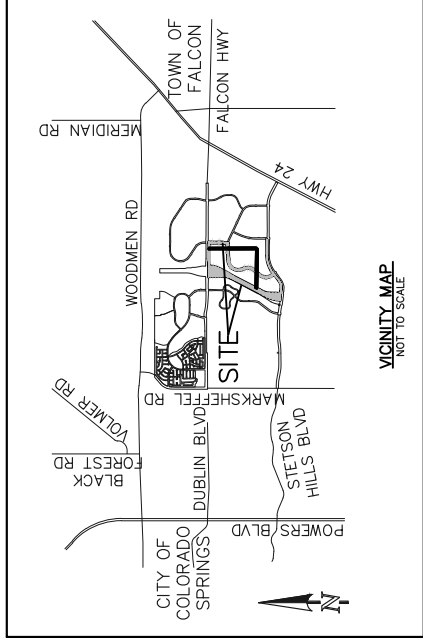 TOWN OF
FALCON
FALCON HWY
MERIDIAN RD
HWY 24
WOODMEN RD
SITE
MARKSHEFFEL RD
VOLMER RD
BLACK
FOREST RD
DUBLIN BLVD
STETSON
HILLS BLVD
POWERS BLVD
CITY OF
COLORADO
SPRINGS
N
VICINITY MAP
NOT TO SCALE